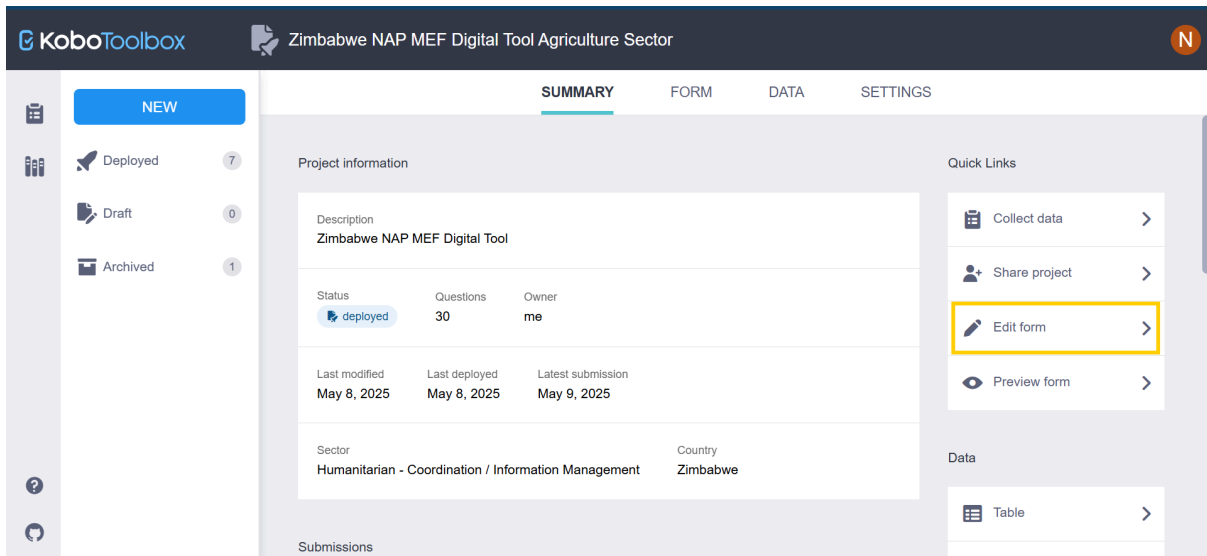 KoboToolbox
Zimbabwe NAP MEF Digital Tool Agriculture Sector
N
NEW
Deployed 7
Draft 0
Archived 1
SUMMARY FORM DATA SETTINGS
Project information
Description
Zimbabwe NAP MEF Digital Tool
Status Questions Owner
deployed 30 me
Last modified Last deployed Latest submission
May 8, 2025 May 8, 2025 May 9, 2025
Sector Country
Humanitarian - Coordination / Information Management Zimbabwe
Submissions
Quick Links
Collect data
Share project
Edit form
Preview form
Data
Table